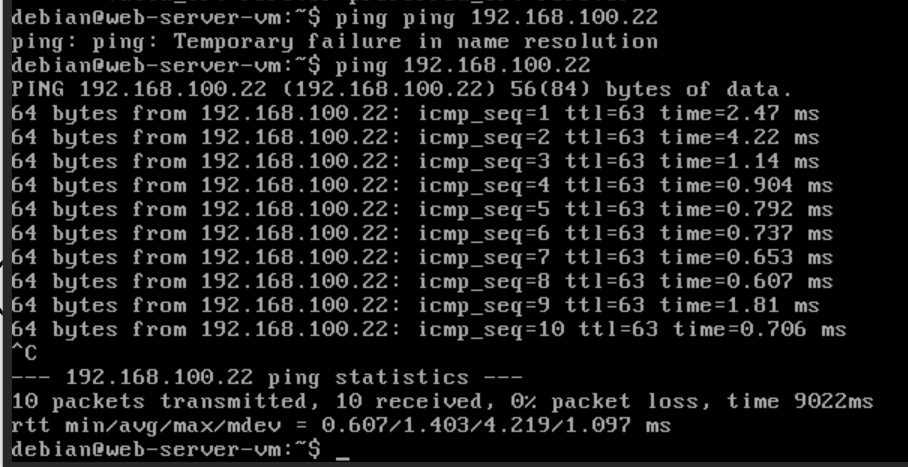 debian@web-server-vm:~$ ping ping 192.168.100.22
ping: ping: Temporary failure in name resolution
debian@web-server-vm:~$ ping 192.168.100.22
PING 192.168.100.22 (192.168.100.22) 56(84) bytes of data.
64 bytes from 192.168.100.22: icmp_seq=1 ttl=63 time=2.47 ms
64 bytes from 192.168.100.22: icmp_seq=2 ttl=63 time=4.22 ms
64 bytes from 192.168.100.22: icmp_seq=3 ttl=63 time=1.14 ms
64 bytes from 192.168.100.22: icmp_seq=4 ttl=63 time=0.904 ms
64 bytes from 192.168.100.22: icmp_seq=5 ttl=63 time=0.792 ms
64 bytes from 192.168.100.22: icmp_seq=6 ttl=63 time=0.737 ms
64 bytes from 192.168.100.22: icmp_seq=7 ttl=63 time=0.653 ms
64 bytes from 192.168.100.22: icmp_seq=8 ttl=63 time=0.607 ms
64 bytes from 192.168.100.22: icmp_seq=9 ttl=63 time=1.81 ms
64 bytes from 192.168.100.22: icmp_seq=10 ttl=63 time=0.706 ms
^C
--- 192.168.100.22 ping statistics ---
10 packets transmitted, 10 received, 0% packet loss, time 9022ms
rtt min/avg/max/mdev = 0.607/1.403/4.219/1.097 ms
debian@web-server-vm:~$ _